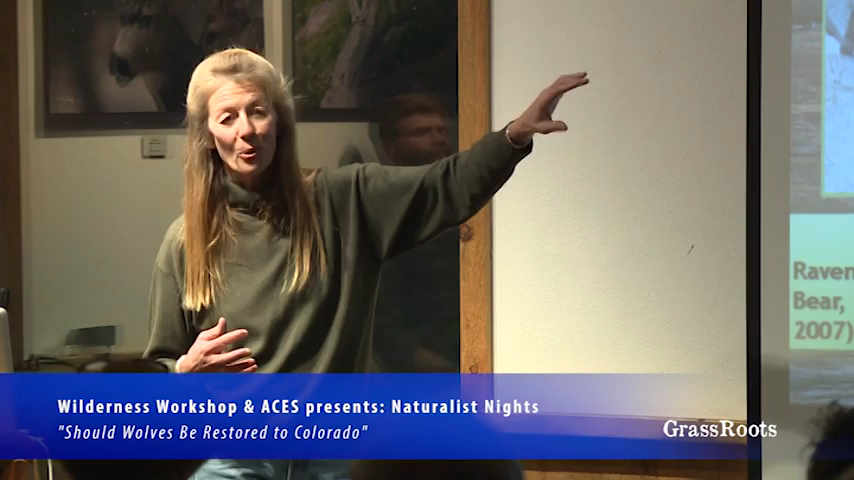 Raven
Bear,
2007)
Wilderness Workshop & ACES presents: Naturalist Nights
"Should Wolves Be Restored to Colorado"
GrassRoots